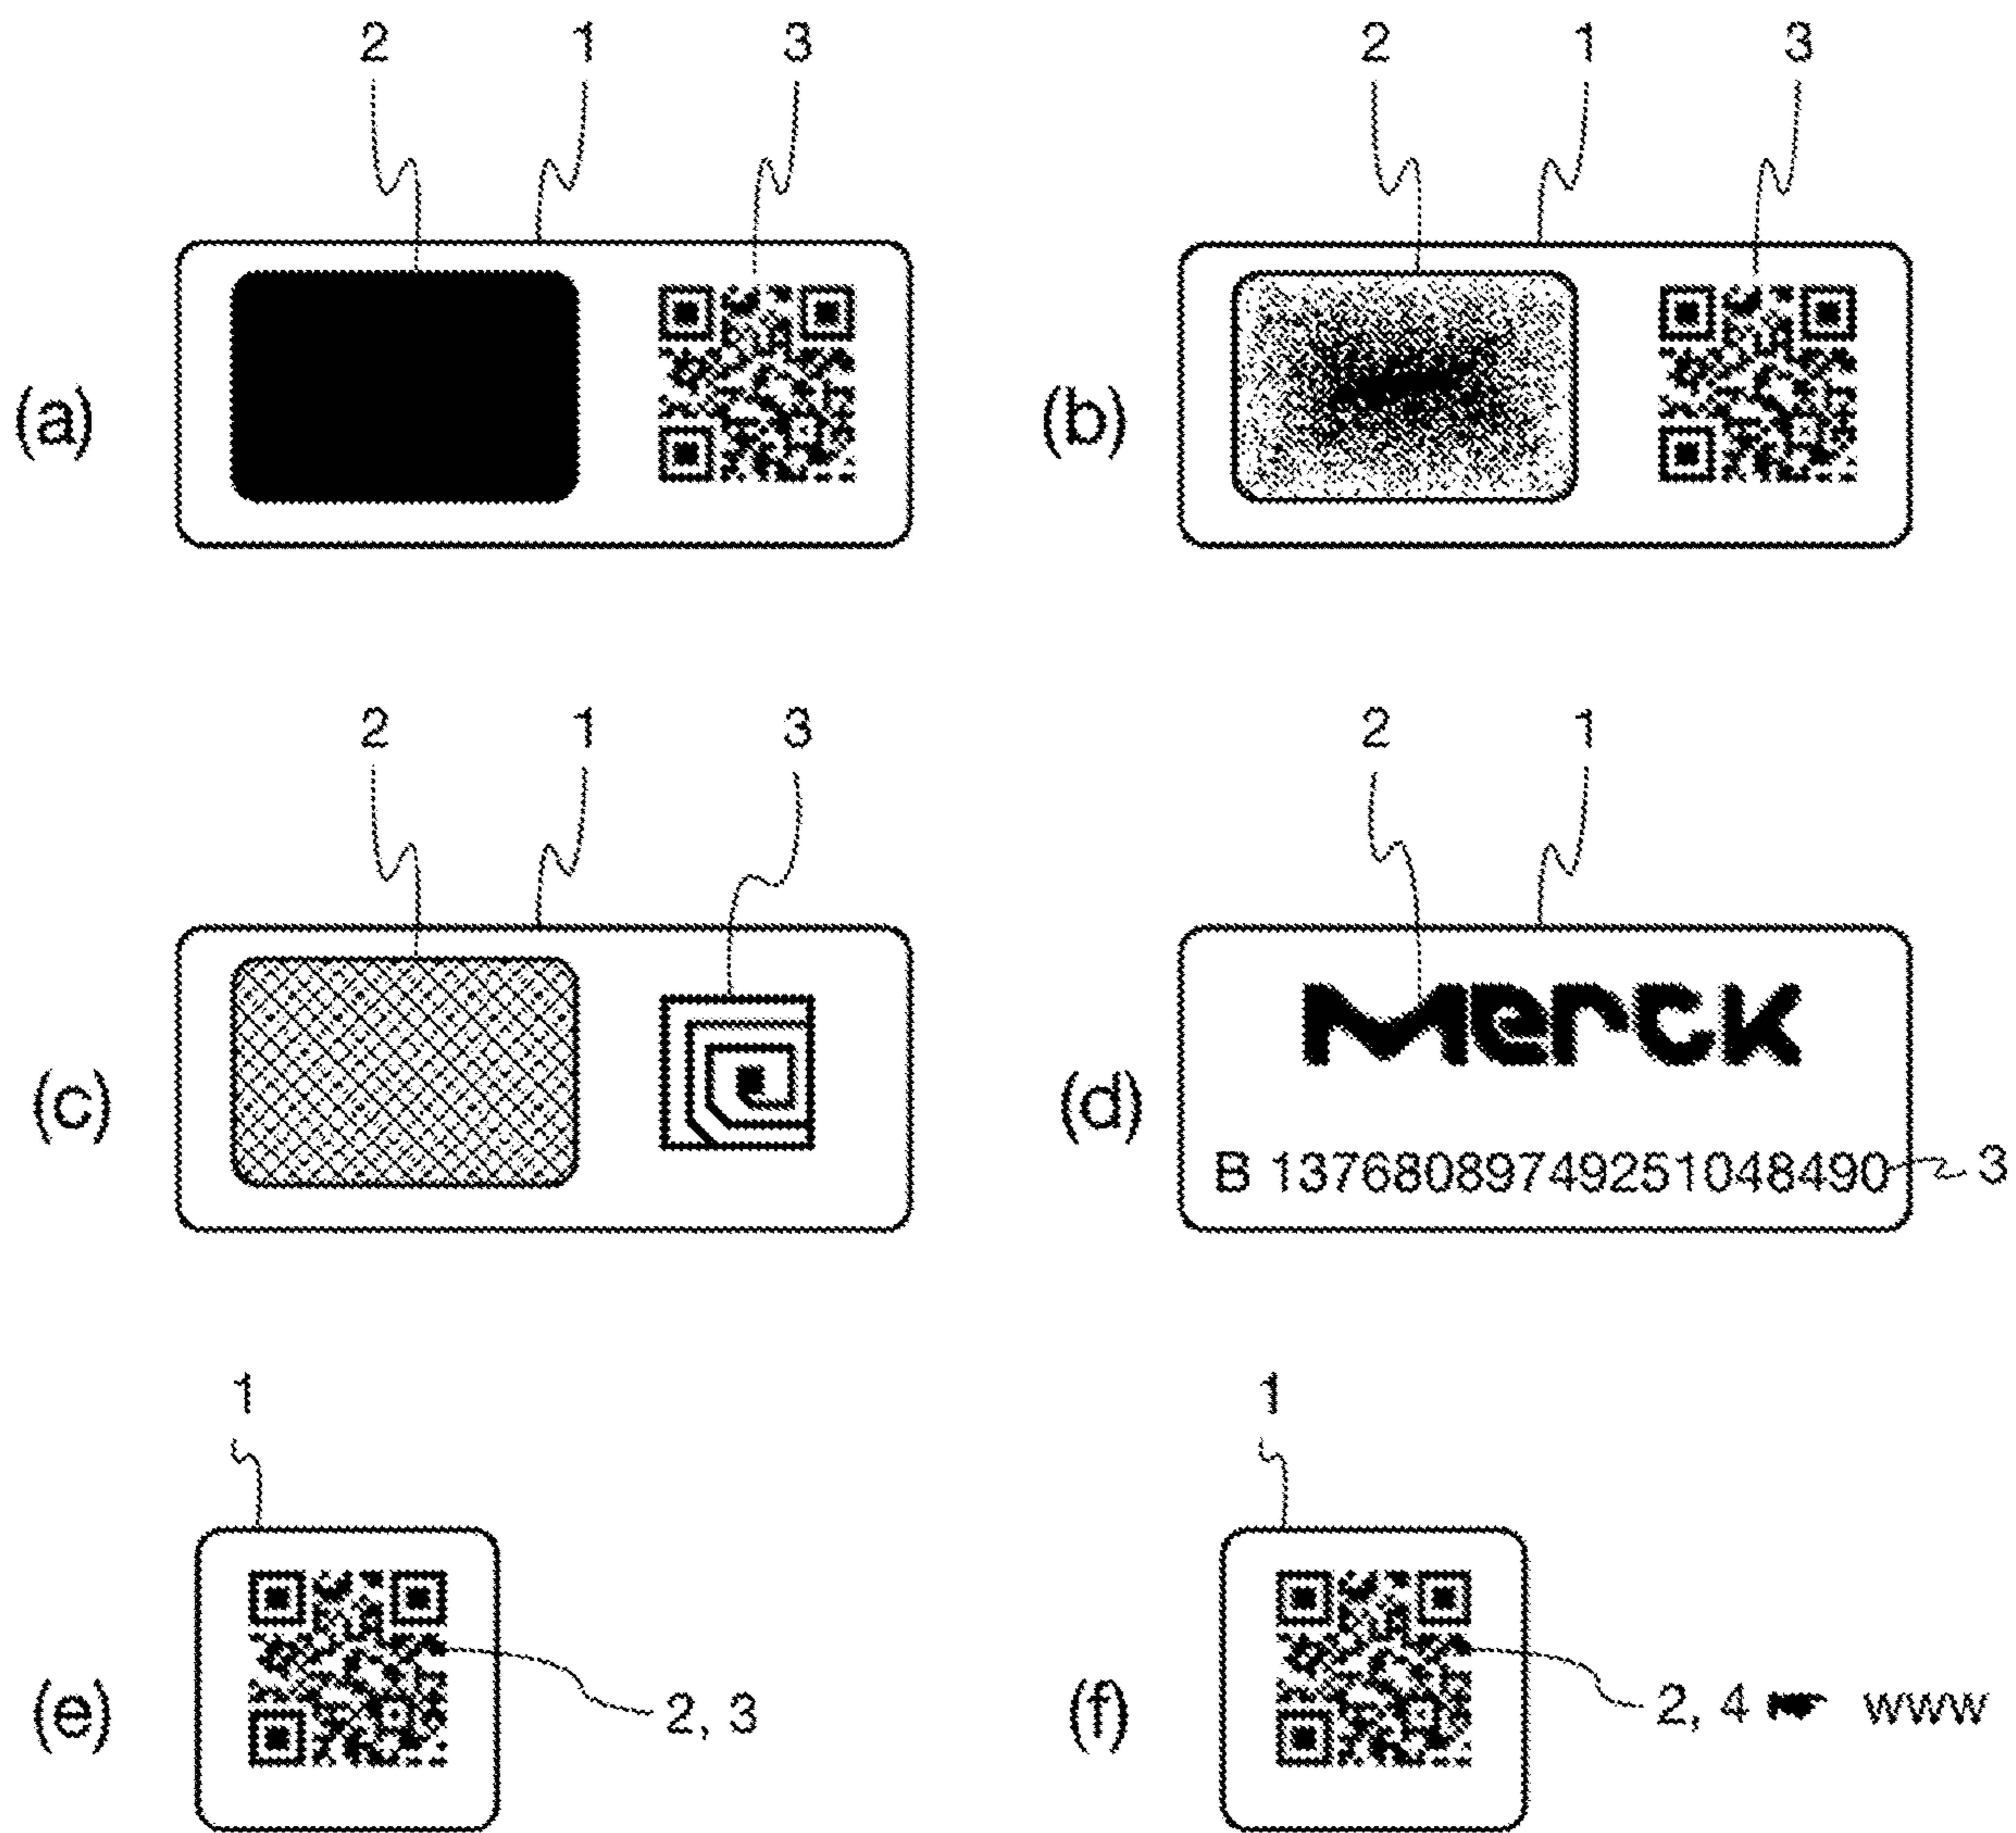 2 1 3
2 1 3
(a)
(b)
2 1 3
2 1
(c)
(d)
Merck
B 13768089749251048490
3
1
1
(e)
2, 3
(f)
2, 4 ☛ www